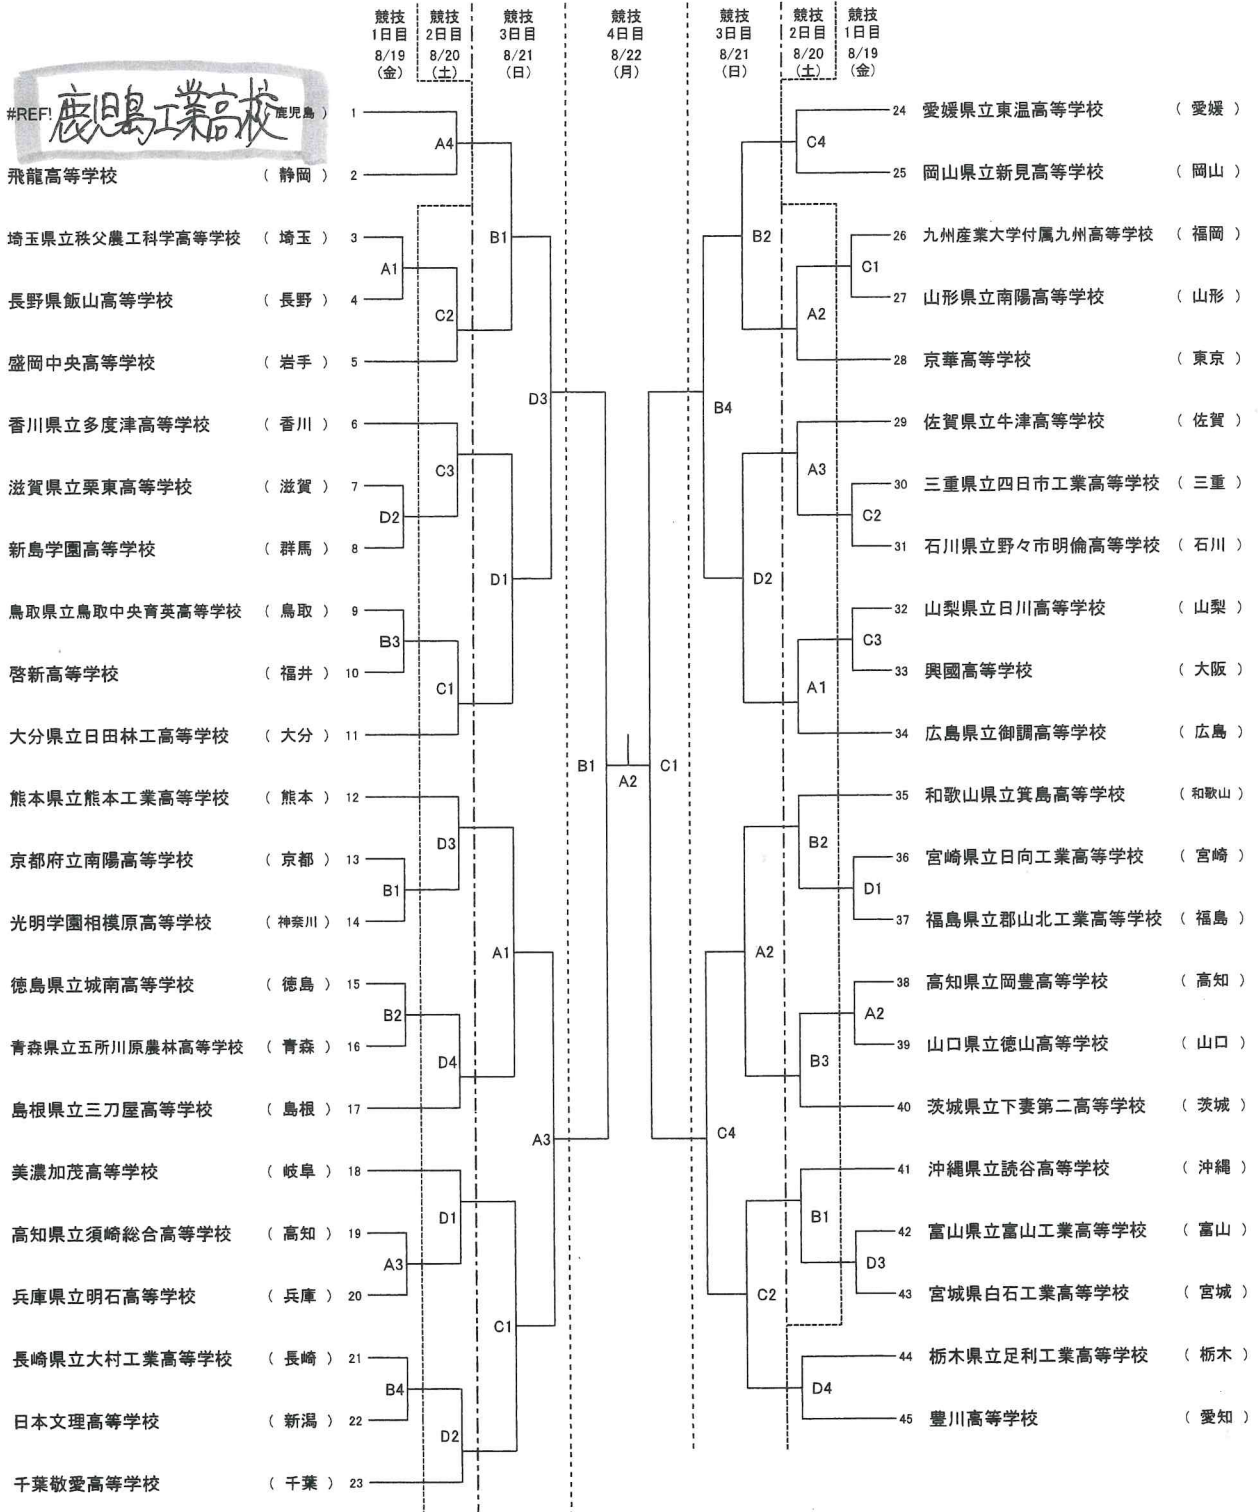 競技 1日目 8/19 (金)
競技 2日目 8/20 (土)
競技 3日目 8/21 (日)
競技 4日目 8/22 (月)
競技 3日目 8/21 (日)
競技 2日目 8/20 (土)
競技 1日目 8/19 (金)
#REF! 鹿児島工業高校 鹿児島 ) 1
飛龍高等学校 ( 静岡 ) 2
埼玉県立秩父農工科学高等学校 ( 埼玉 ) 3
長野県飯山高等学校 ( 長野 ) 4
盛岡中央高等学校 ( 岩手 ) 5
香川県立多度津高等学校 ( 香川 ) 6
滋賀県立栗東高等学校 ( 滋賀 ) 7
新島学園高等学校 ( 群馬 ) 8
鳥取県立鳥取中央育英高等学校 ( 鳥取 ) 9
啓新高等学校 ( 福井 ) 10
大分県立日田林工高等学校 ( 大分 ) 11
熊本県立熊本工業高等学校 ( 熊本 ) 12
京都府立南陽高等学校 ( 京都 ) 13
光明学園相模原高等学校 ( 神奈川 ) 14
徳島県立城南高等学校 ( 徳島 ) 15
青森県立五所川原農林高等学校 ( 青森 ) 16
島根県立三刀屋高等学校 ( 島根 ) 17
美濃加茂高等学校 ( 岐阜 ) 18
高知県立須崎総合高等学校 ( 高知 ) 19
兵庫県立明石高等学校 ( 兵庫 ) 20
長崎県立大村工業高等学校 ( 長崎 ) 21
日本文理高等学校 ( 新潟 ) 22
千葉敬愛高等学校 ( 千葉 ) 23
A1
D2
B3
B1
B2
A3
B4
A4
C2
C3
C1
D3
D4
D1
D2
B1
D1
A1
C1
D3
A3
B1
A2
C1
B4
C4
B2
D2
A2
C2
C4
A2
A3
A1
B2
B3
B1
D4
C1
C2
C3
D1
A2
D3
24 愛媛県立東温高等学校 ( 愛媛 )
25 岡山県立新見高等学校 ( 岡山 )
26 九州産業大学付属九州高等学校 ( 福岡 )
27 山形県立南陽高等学校 ( 山形 )
28 京華高等学校 ( 東京 )
29 佐賀県立牛津高等学校 ( 佐賀 )
30 三重県立四日市工業高等学校 ( 三重 )
31 石川県立野々市明倫高等学校 ( 石川 )
32 山梨県立日川高等学校 ( 山梨 )
33 興國高等学校 ( 大阪 )
34 広島県立御調高等学校 ( 広島 )
35 和歌山県立箕島高等学校 ( 和歌山 )
36 宮崎県立日向工業高等学校 ( 宮崎 )
37 福島県立郡山北工業高等学校 ( 福島 )
38 高知県立岡豊高等学校 ( 高知 )
39 山口県立徳山高等学校 ( 山口 )
40 茨城県立下妻第二高等学校 ( 茨城 )
41 沖縄県立読谷高等学校 ( 沖縄 )
42 富山県立富山工業高等学校 ( 富山 )
43 宮城県白石工業高等学校 ( 宮城 )
44 栃木県立足利工業高等学校 ( 栃木 )
45 豊川高等学校 ( 愛知 )